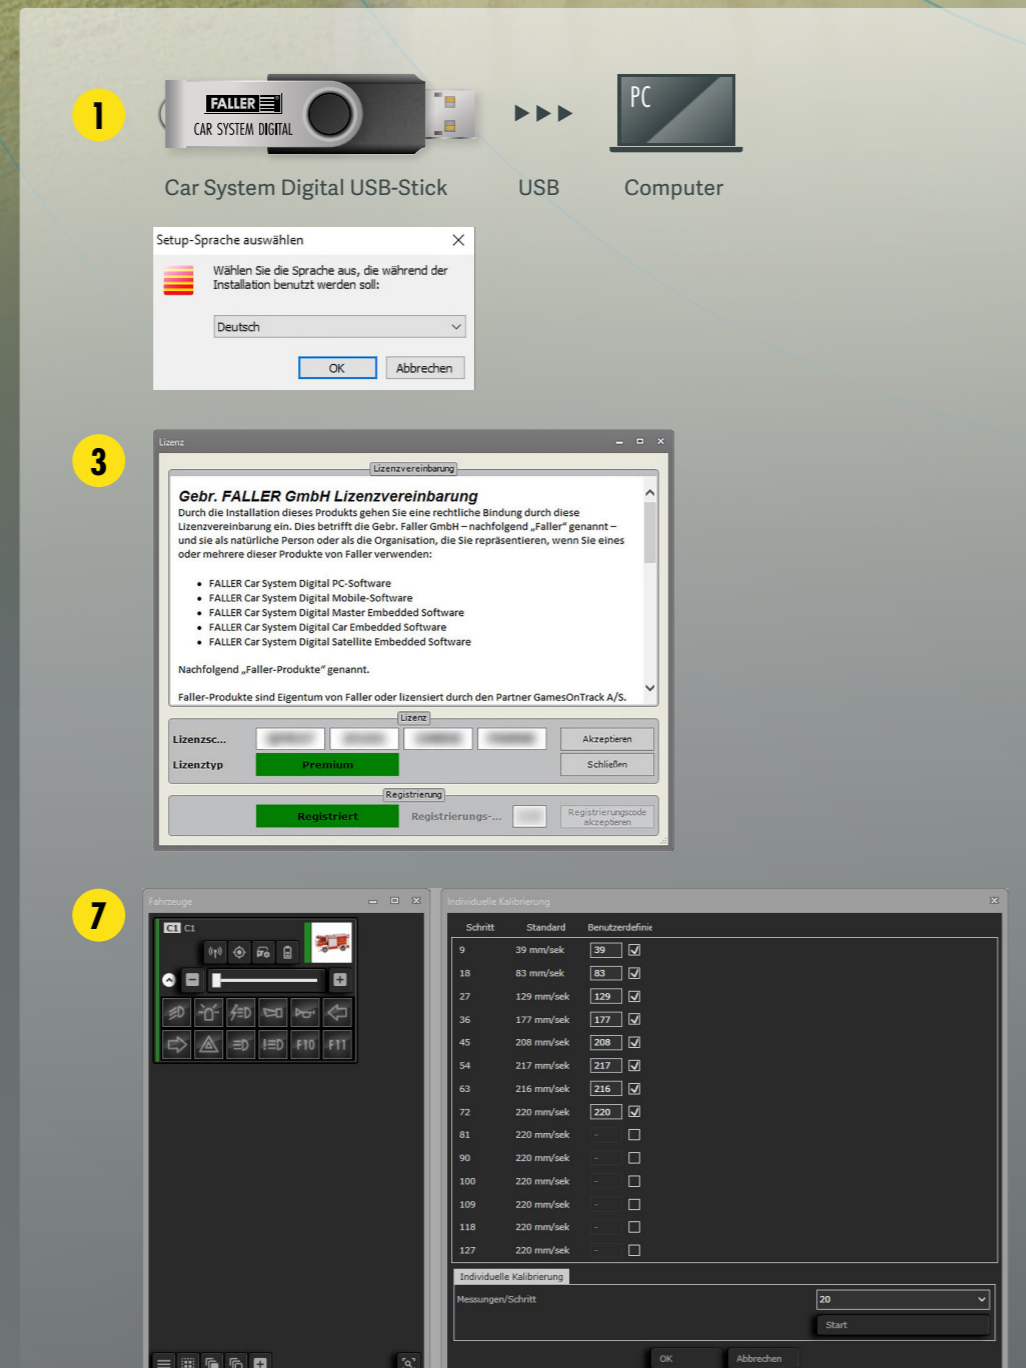 1
FALLER
CAR SYSTEM DIGITAL
PC
Car System Digital USB-Stick
USB
Computer
Setup-Sprache auswählen
Wählen Sie die Sprache aus, die während der
Installation benutzt werden soll:
Deutsch
OK
Abbrechen
3
Lizenz
Lizenzvereinbarung
Gebr. FALLER GmbH Lizenzvereinbarung
Durch die Installation dieses Produkts gehen Sie eine rechtliche Bindung durch diese
Lizenzvereinbarung ein. Dies betrifft die Gebr. Faller GmbH – nachfolgend „Faller“ genannt –
und sie als natürliche Person oder als die Organisation, die Sie repräsentieren, wenn Sie eines
oder mehrere dieser Produkte von Faller verwenden:
• FALLER Car System Digital PC-Software
• FALLER Car System Digital Mobile-Software
• FALLER Car System Digital Master Embedded Software
• FALLER Car System Digital Car Embedded Software
• FALLER Car System Digital Satellite Embedded Software
Nachfolgend „Faller-Produkte“ genannt.
Faller-Produkte sind Eigentum von Faller oder lizensiert durch den Partner GamesOnTrack A/S.
Lizenz
Lizenzsc...
Akzeptieren
Lizenztyp
Premium
Schließen
Registrierung
Registriert
Registrierungs-...
Registrierungscode
akzeptieren
7
Fahrzeuge
C1 C1
F10
F11
Individuelle Kalibrierung
Schritt Standard Benutzerdefinie
9 39 mm/sek 39
18 83 mm/sek 83
27 129 mm/sek 129
36 177 mm/sek 177
45 208 mm/sek 208
54 217 mm/sek 217
63 216 mm/sek 216
72 220 mm/sek 220
81 220 mm/sek -
90 220 mm/sek -
100 220 mm/sek -
109 220 mm/sek -
118 220 mm/sek -
127 220 mm/sek -
Individuelle Kalibrierung
Messungen/Schritt
20
Start
OK
Abbrechen